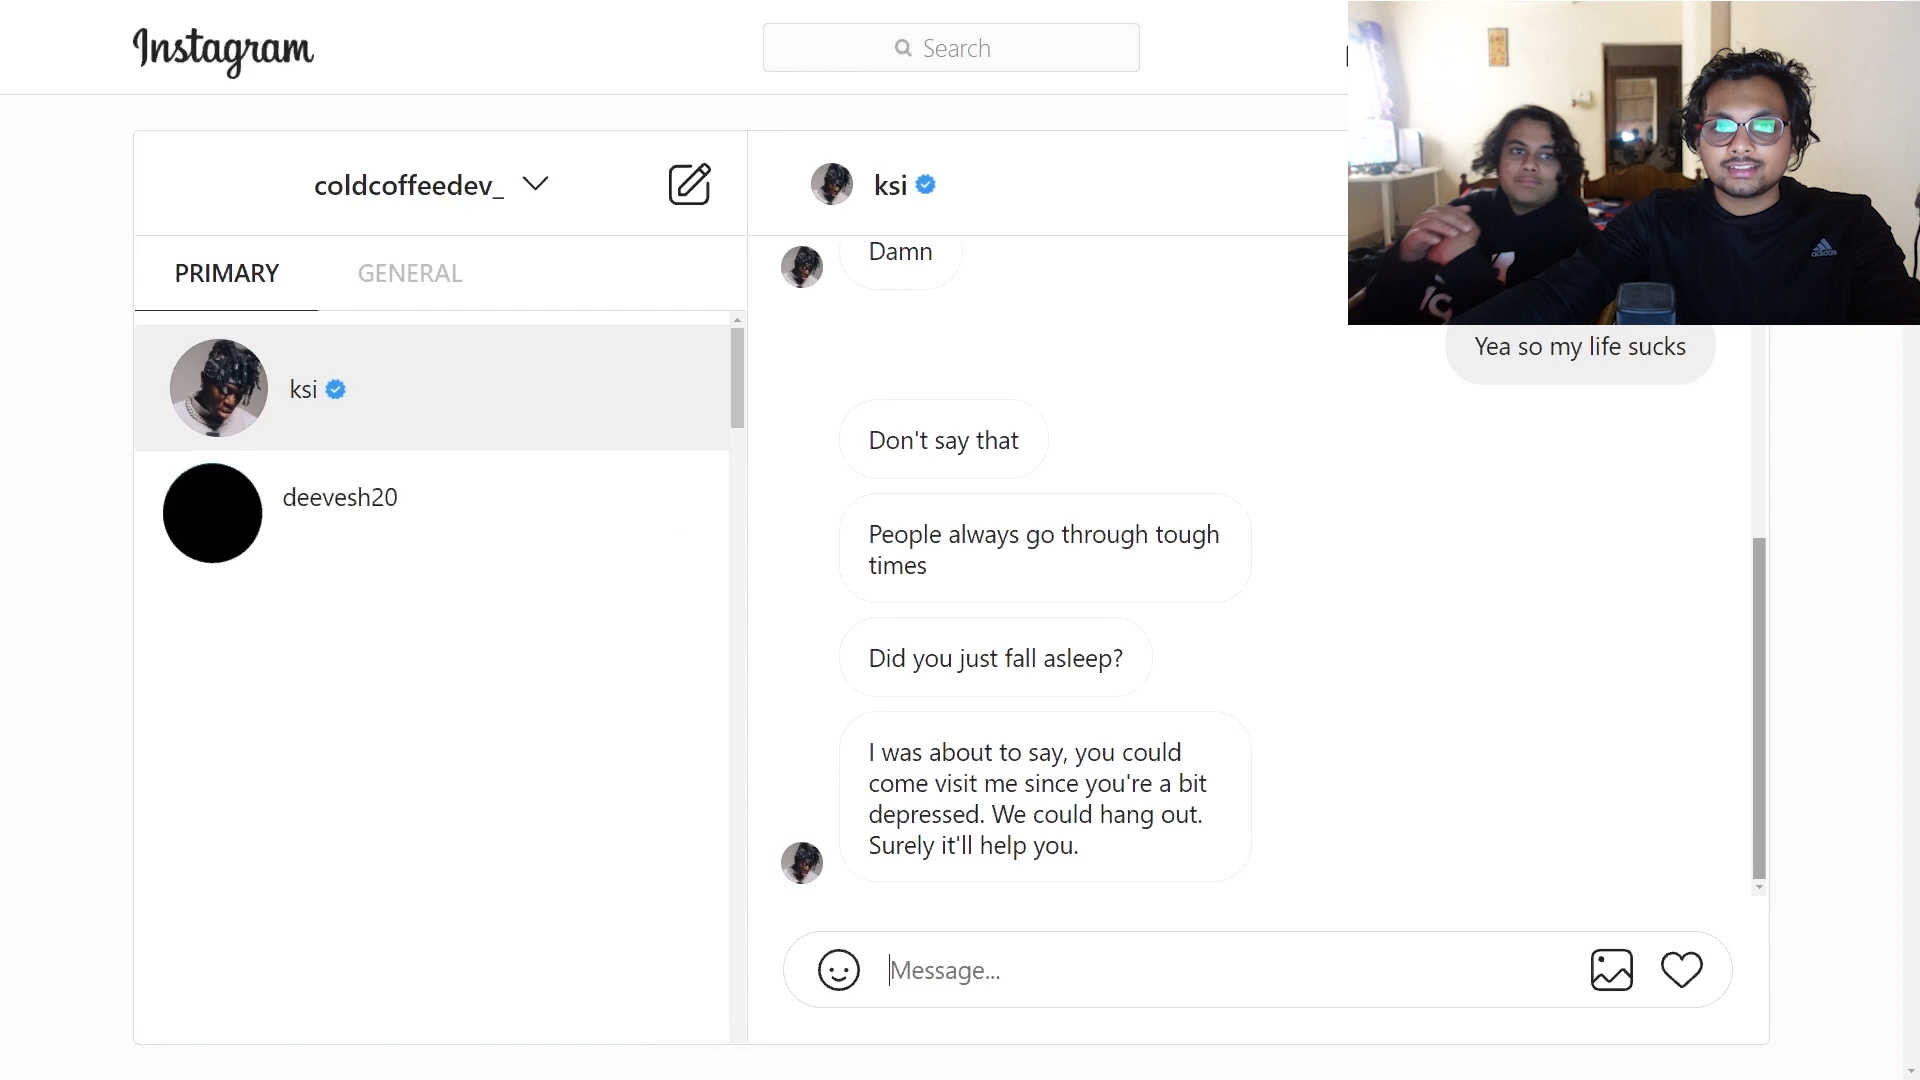 Instagram
Search
coldcoffeedev_
ksi
PRIMARY
GENERAL
ksi
deevesh20
Damn
Yea so my life sucks
Don't say that
People always go through tough
times
Did you just fall asleep?
I was about to say, you could
come visit me since you're a bit
depressed. We could hang out.
Surely it'll help you.
Message...
adidas